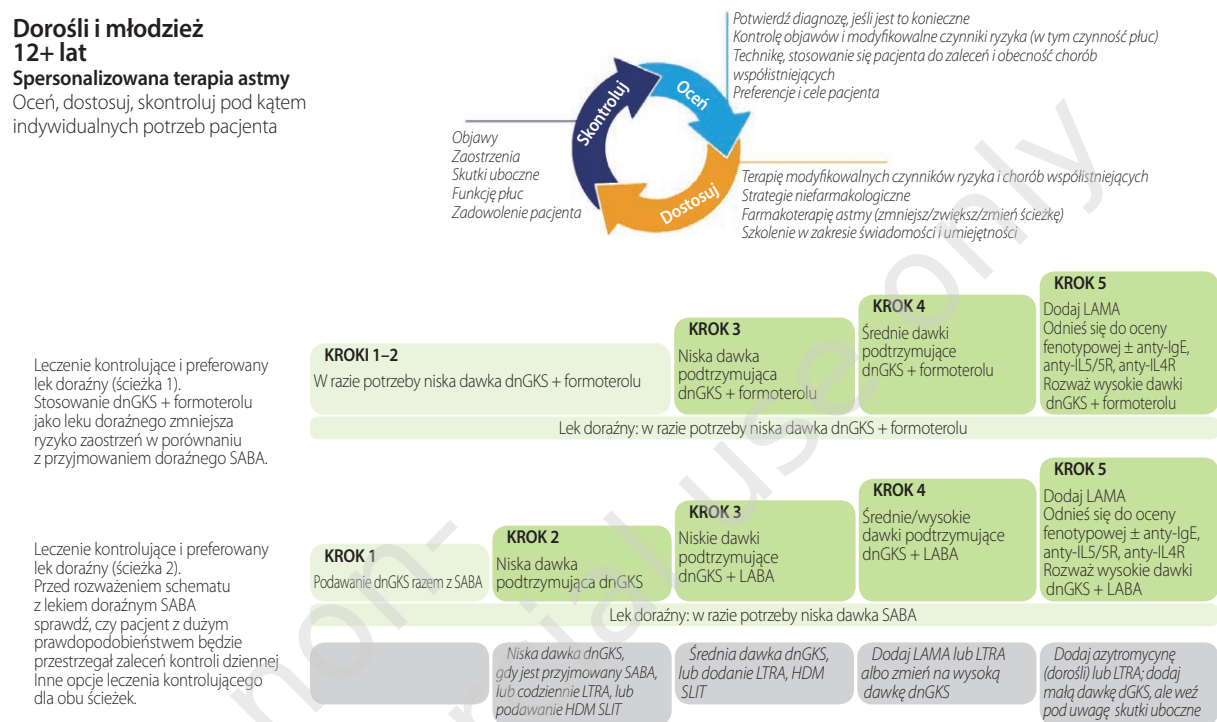 Dorośli i młodzież
12+ lat
Spersonalizowana terapia astmy
Oceń, dostosuj, skontroluj pod kątem
indywidualnych potrzeb pacjenta
Potwierdź diagnozę, jeśli jest to konieczne
Kontrolę objawów i modyfikowalne czynniki ryzyka (w tym czynność płuc)
Technikę, stosowanie się pacjenta do zaleceń i obecność chorób
współistniejących
Preferencje i cele pacjenta
Skontroluj
Oceń
Dostosuj
Objawy
Zaostrzenia
Skutki uboczne
Funkcję płuc
Zadowolenie pacjenta
Terapię modyfikowalnych czynników ryzyka i chorób współistniejących
Strategie niefarmakologiczne
Farmakoterapię astmy (zmniejsz/zwiększ/zmień ścieżkę)
Szkolenie w zakresie świadomości i umiejętności
Leczenie kontrolujące i preferowany
lek doraźny (ścieżka 1).
Stosowanie dnGKS + formoterolu
jako leku doraźnego zmniejsza
ryzyko zaostrzeń w porównaniu
z przyjmowaniem doraźnego SABA.
KROKI 1–2
W razie potrzeby niska dawka dnGKS + formoterolu
KROK 3
Niska dawka
podtrzymująca
dnGKS + formoterolu
KROK 4
Średnie dawki
podtrzymujące
dnGKS + formoterolu
KROK 5
Dodaj LAMA
Odnieś się do oceny
fenotypowej ± anty-IgE,
anty-IL5/5R, anty-IL4R
Rozważ wysokie dawki
dnGKS + formoterolu
Lek doraźny: w razie potrzeby niska dawka dnGKS + formoterolu
Leczenie kontrolujące i preferowany
lek doraźny (ścieżka 2).
Przed rozważeniem schematu
z lekiem doraźnym SABA
sprawdź, czy pacjent z dużym
prawdopodobieństwem będzie
przestrzegał zaleceń kontroli dziennej
Inne opcje leczenia kontrolującego
dla obu ścieżek.
KROK 1
Podawanie dnGKS razem z SABA
KROK 2
Niska dawka
podtrzymująca dnGKS
KROK 3
Niskie dawki
podtrzymujące
dnGKS + LABA
KROK 4
Średnie/wysokie
dawki podtrzymujące
dnGKS + LABA
KROK 5
Dodaj LAMA
Odnieś się do oceny
fenotypowej ± anty-IgE,
anty-IL5/5R, anty-IL4R
Rozważ wysokie dawki
dnGKS + LABA
Lek doraźny: w razie potrzeby niska dawka SABA
Niska dawka dnGKS,
gdy jest przyjmowany SABA,
lub codziennie LTRA, lub
podawanie HDM SLIT
Średnia dawka dnGKS,
lub dodanie LTRA, HDM
SLIT
Dodaj LAMA lub LTRA
albo zmień na wysoką
dawkę dnGKS
Dodaj azytromycynę
(dorośli) lub LTRA; dodaj
małą dawkę dGKS, ale weź
pod uwagę skutki uboczne